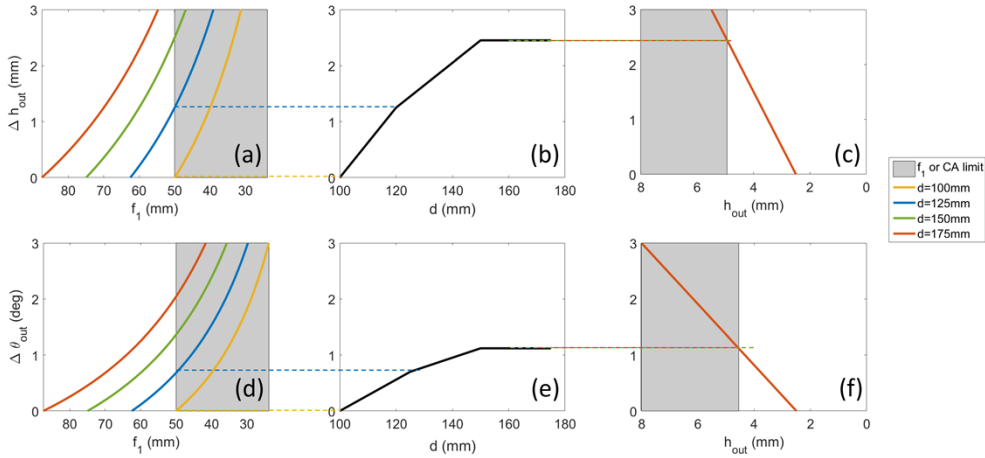 3
2
1
0
Δ h_out (mm)
80 70 60 50 40 30
f_1 (mm)
(a)
3
2
1
0
100 120 140 160 180
d (mm)
(b)
3
2
1
0
8 6 4 2 0
h_out (mm)
(c)
f_1 or CA limit
d=100mm
d=125mm
d=150mm
d=175mm
3
2
1
0
Δ θ_out (deg)
80 70 60 50 40 30
f_1 (mm)
(d)
3
2
1
0
100 120 140 160 180
d (mm)
(e)
3
2
1
0
8 6 4 2 0
h_out (mm)
(f)